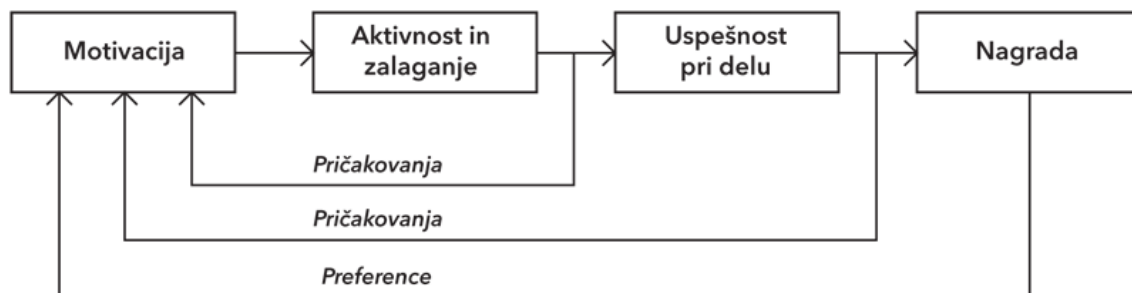 Motivacija
Aktivnost in
zalaganje
Uspešnost
pri delu
Nagrada
Pričakovanja
Pričakovanja
Preference